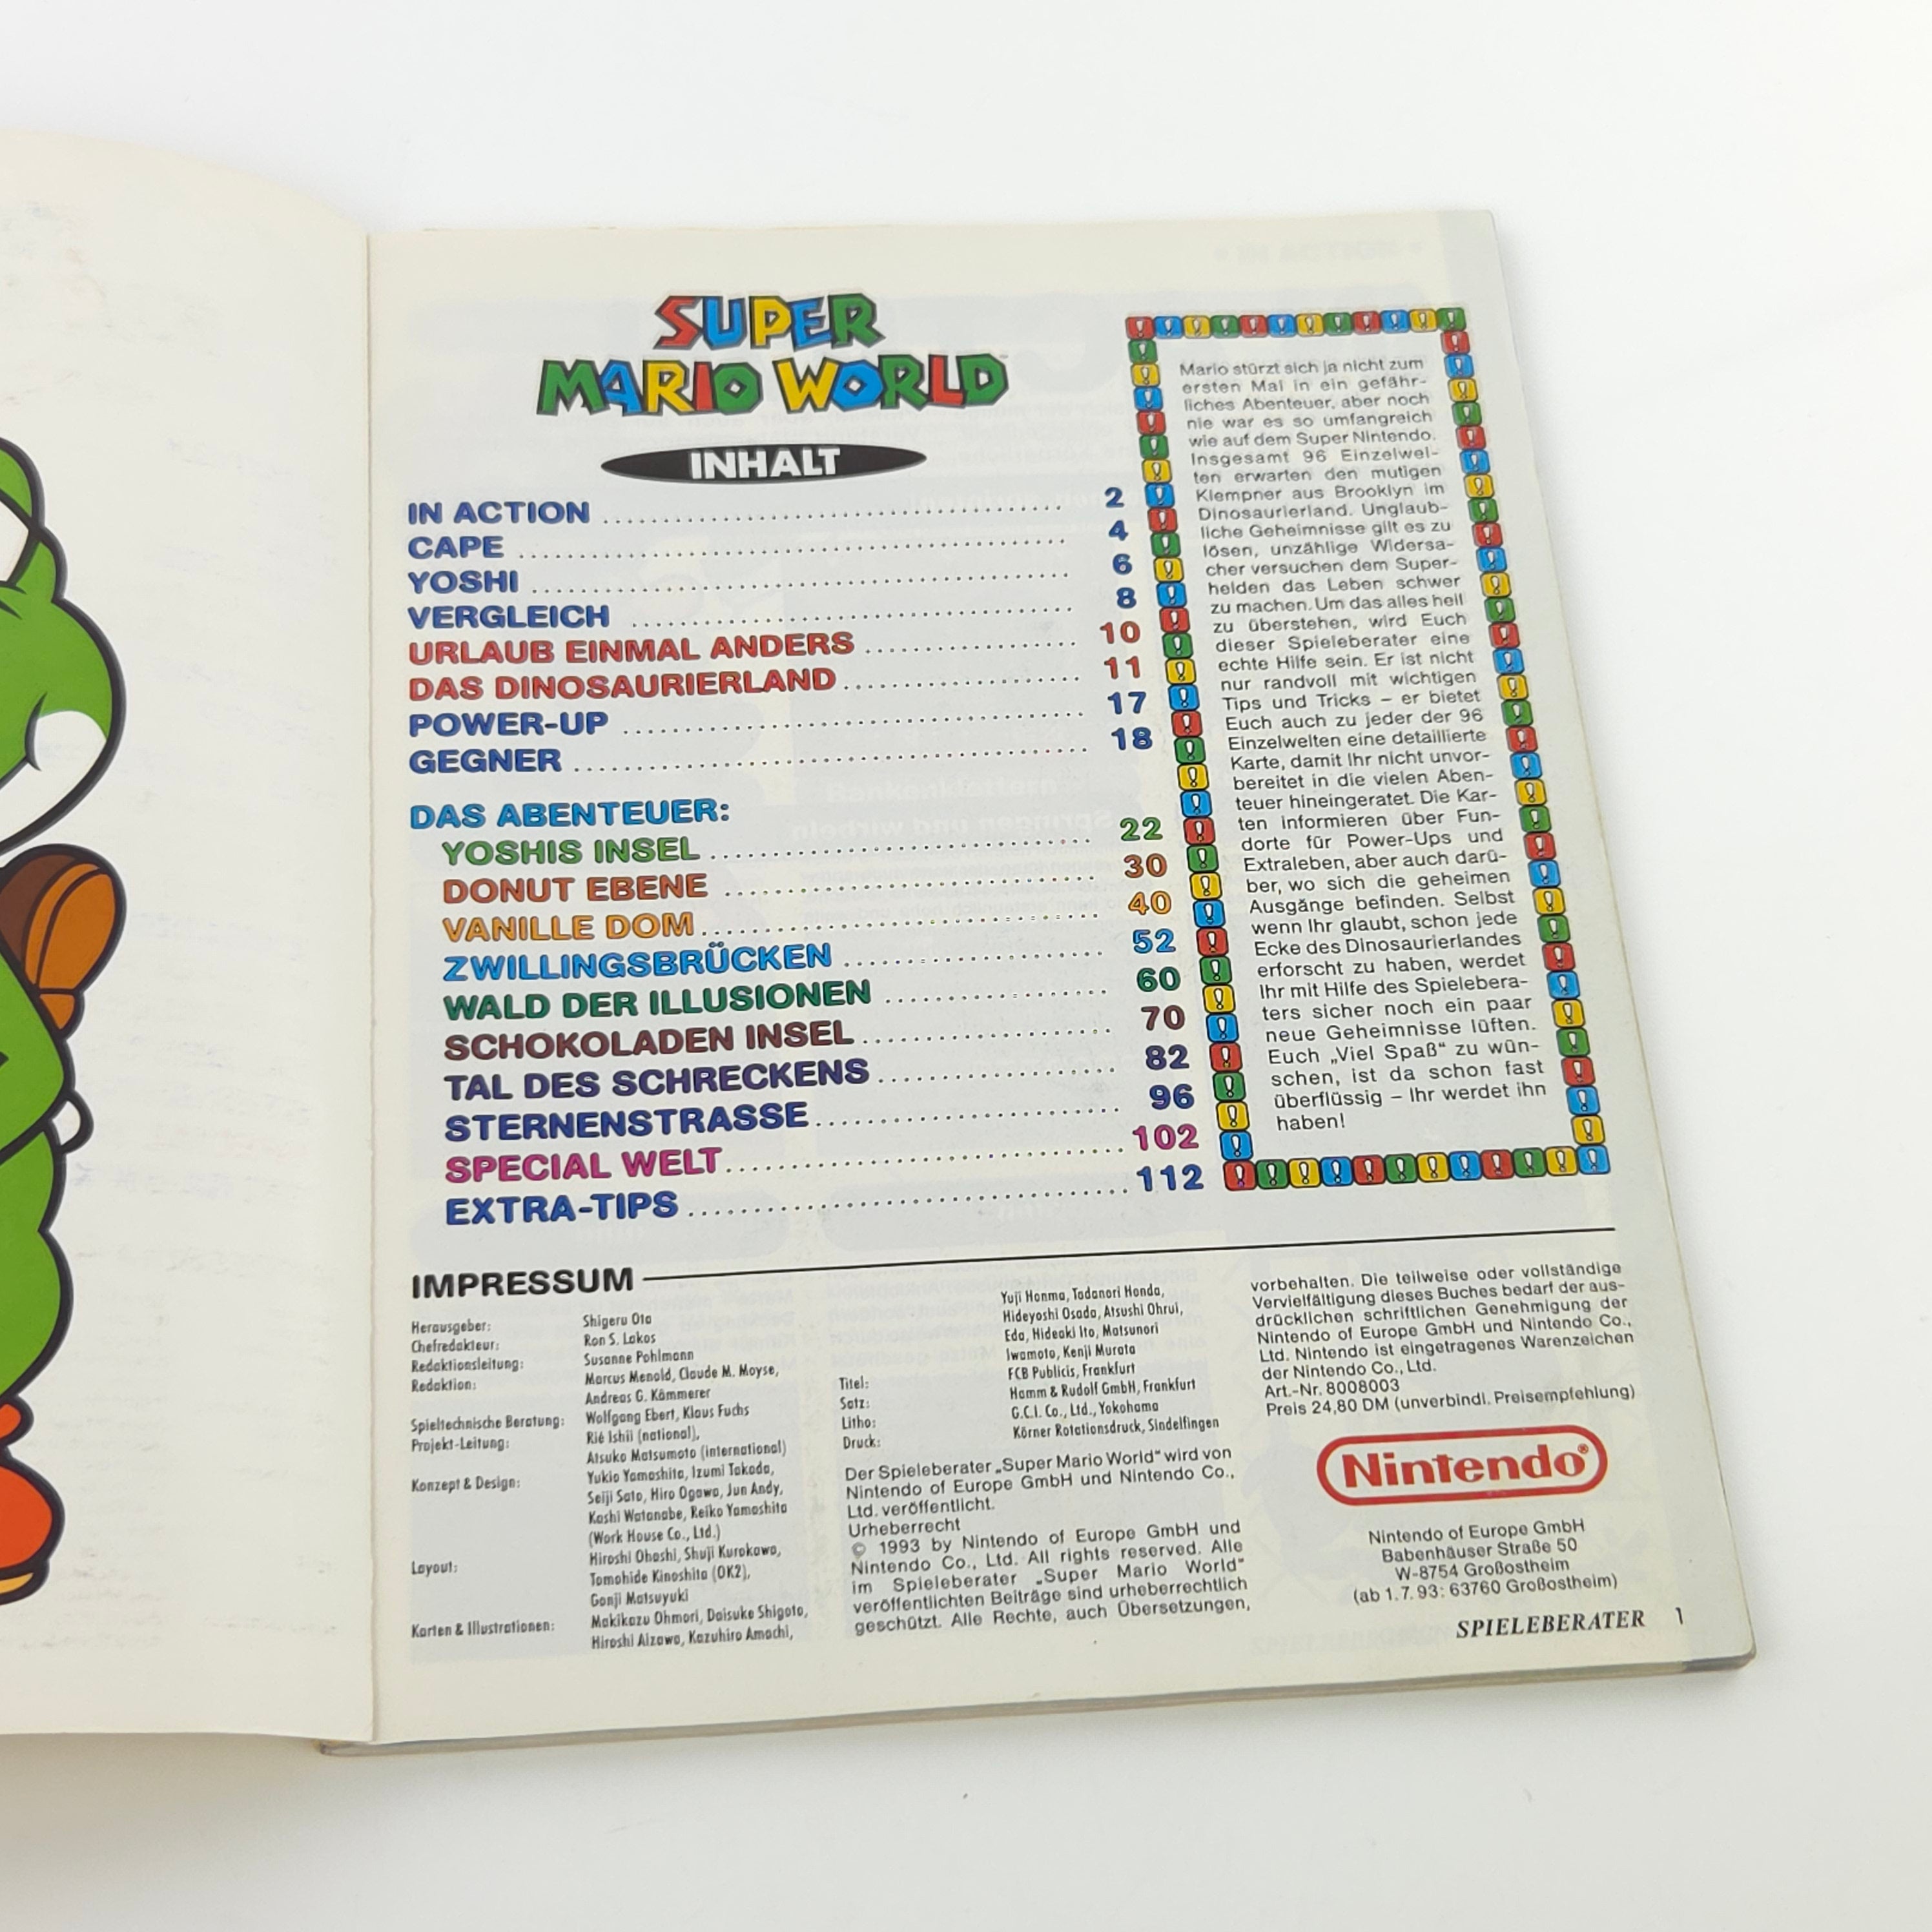 SUPER
MARIO WORLD™
INHALT
IN ACTION ........ 2
CAPE ........ 4
YOSHI ........ 6
VERGLEICH ........ 8
URLAUB EINMAL ANDERS ........ 10
DAS DINOSAURIERLAND ........ 11
POWER-UP ........ 17
GEGNER ........ 18
DAS ABENTEUER:
YOSHIS INSEL ........ 22
DONUT EBENE ........ 30
VANILLE DOM ........ 40
ZWILLINGSBRÜCKEN ........ 52
WALD DER ILLUSIONEN ........ 60
SCHOKOLADEN INSEL ........ 70
TAL DES SCHRECKENS ........ 82
STERNENSTRASSE ........ 96
SPECIAL WELT ........ 102
EXTRA-TIPS ........ 112
Mario stürzt sich ja nicht zum
ersten Mal in ein gefähr-
liches Abenteuer, aber noch
nie war es so umfangreich
wie auf dem Super Nintendo.
Insgesamt 96 Einzelwel-
ten erwarten den mutigen
Klempner aus Brooklyn im
Dinosaurierland. Unglaub-
liche Geheimnisse gilt es zu
lösen, unzählige Widersa-
cher versuchen dem Super-
helden das Leben schwer
zu machen. Um das alles heil
zu überstehen, wird Euch
dieser Spieleberater eine
echte Hilfe sein. Er ist nicht
nur randvoll mit wichtigen
Tips und Tricks – er bietet
Euch auch zu jeder der 96
Einzelwelten eine detaillierte
Karte, damit Ihr nicht unvor-
bereitet in die vielen Aben-
teuer hineingeratet. Die Kar-
ten informieren über Fun-
dorte für Power-Ups und
Extraleben, aber auch darü-
ber, wo sich die geheimen
Ausgänge befinden. Selbst
wenn Ihr glaubt, schon jede
Ecke des Dinosaurierlandes
erforscht zu haben, werdet
Ihr mit Hilfe des Spielebera-
ters sicher noch ein paar
neue Geheimnisse lüften.
Euch „Viel Spaß“ zu wün-
schen, ist da schon fast
überflüssig – Ihr werdet ihn
haben!
IMPRESSUM
Herausgeber: Shigeru Ota
Chefredakteur: Ron S. Lakos
Redaktionsleitung: Susanne Pohlmann
Redaktion: Marcus Menold, Claude M. Moyse,
Andreas G. Kämmerer
Spieltechnische Beratung: Wolfgang Ebert, Klaus Fuchs
Projekt-Leitung: Rié Ishii (national),
Atsuko Matsumoto (international)
Konzept & Design: Yukio Yamashita, Izumi Takada,
Seiji Sato, Hiro Ogawa, Jun Andy,
Koshi Watanabe, Reiko Yamashita
(Work House Co., Ltd.)
Layout: Hiroshi Ohashi, Shuji Kurokawa,
Tomohide Kinoshita (OK2),
Gonji Matsuyuki
Karten & Illustrationen: Makikazu Ohmori, Daisuke Shigoto,
Hiroshi Aizawa, Kazuhiro Amachi,
Yuji Honma, Tadanori Honda,
Hideyoshi Osada, Atsushi Ohrui,
Eda, Hideaki Ito, Matsunori
Iwamoto, Kenji Murata
Titel: FCB Publicis, Frankfurt
Satz: Hamm & Rudolf GmbH, Frankfurt
Litho: G.C.I. Co., Ltd., Yokohama
Druck: Körner Rotationsdruck, Sindelfingen
Der Spieleberater „Super Mario World“ wird von
Nintendo of Europe GmbH und Nintendo Co.,
Ltd. veröffentlicht.
Urheberrecht
© 1993 by Nintendo of Europe GmbH und
Nintendo Co., Ltd. All rights reserved. Alle
im Spieleberater „Super Mario World“
veröffentlichten Beiträge sind urheberrechtlich
geschützt. Alle Rechte, auch Übersetzungen,
vorbehalten. Die teilweise oder vollständige
Vervielfältigung dieses Buches bedarf der aus-
drücklichen schriftlichen Genehmigung der
Nintendo of Europe GmbH und Nintendo Co.,
Ltd. Nintendo ist eingetragenes Warenzeichen
der Nintendo Co., Ltd.
Art.-Nr. 8008003
Preis 24,80 DM (unverbindl. Preisempfehlung)
Nintendo®
Nintendo of Europe GmbH
Babenhäuser Straße 50
W-8754 Großostheim
(ab 1.7.93: 63760 Großostheim)
SPIELEBERATER 1